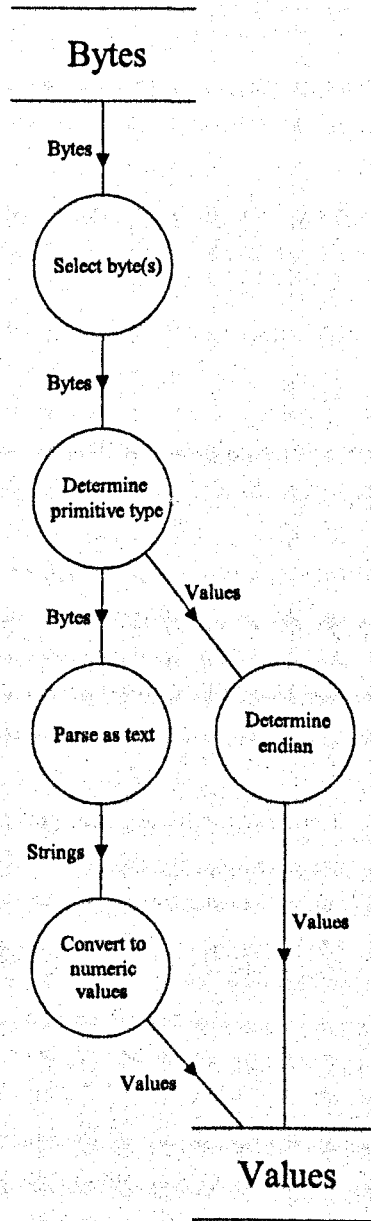 Bytes
Bytes
Select byte(s)
Bytes
Determine
primitive type
Values
Bytes
Parse as text
Determine
endian
Strings
Values
Convert to
numeric
values
Values
Values